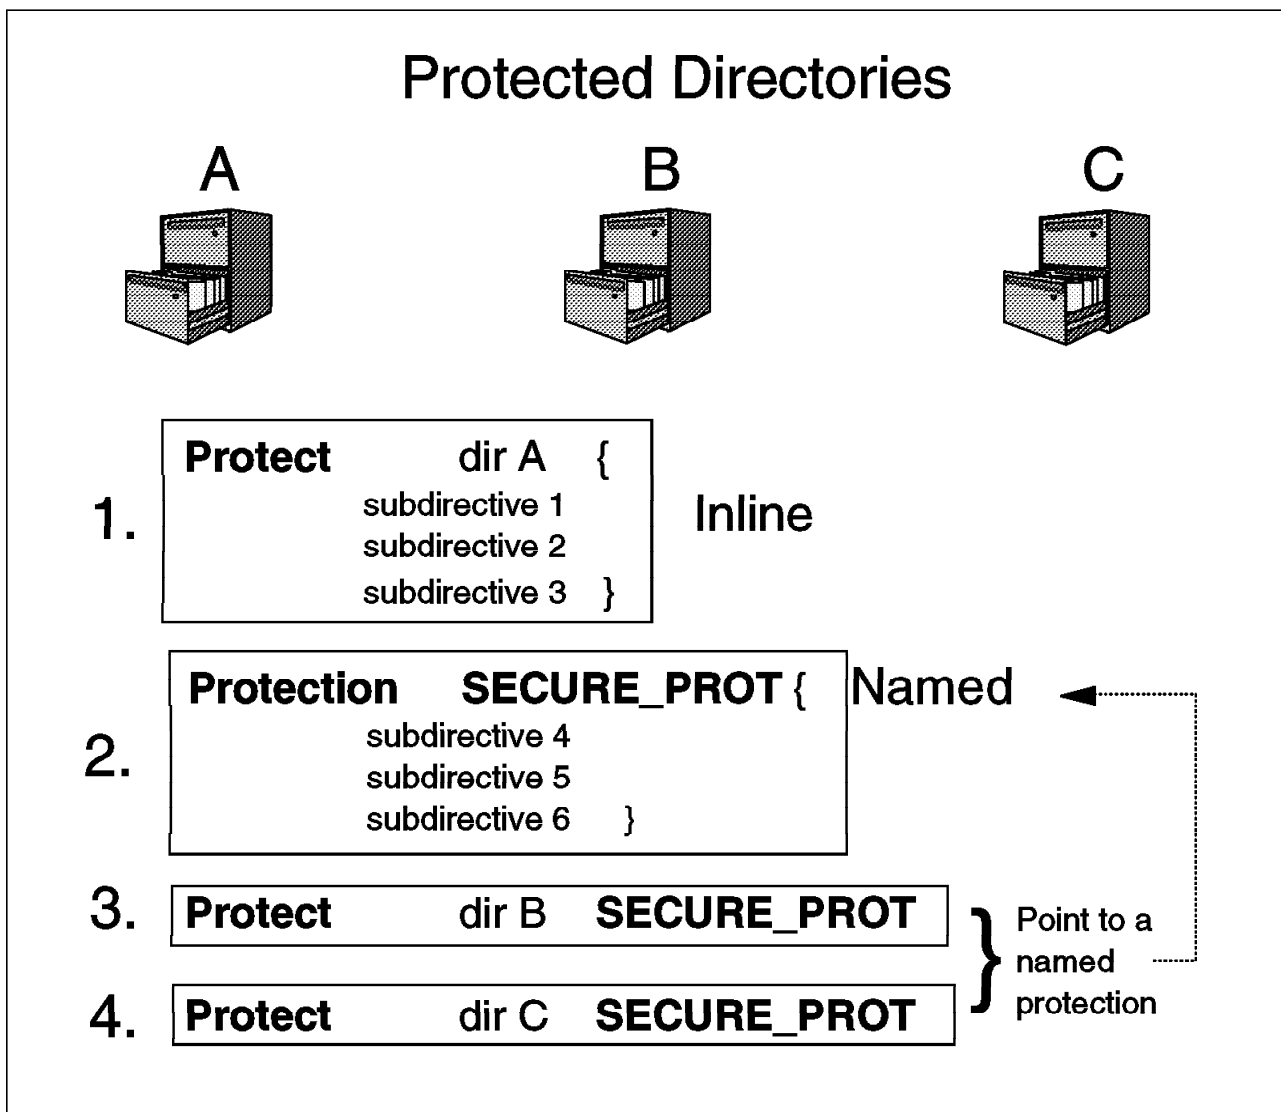 Protected Directories
A B C
1.
Protect dir A {
subdirective 1
subdirective 2
subdirective 3 }
Inline
2.
Protection SECURE_PROT {
subdirective 4
subdirective 5
subdirective 6 }
Named
3.
Protect dir B SECURE_PROT
4.
Protect dir C SECURE_PROT
} Point to a
named
protection